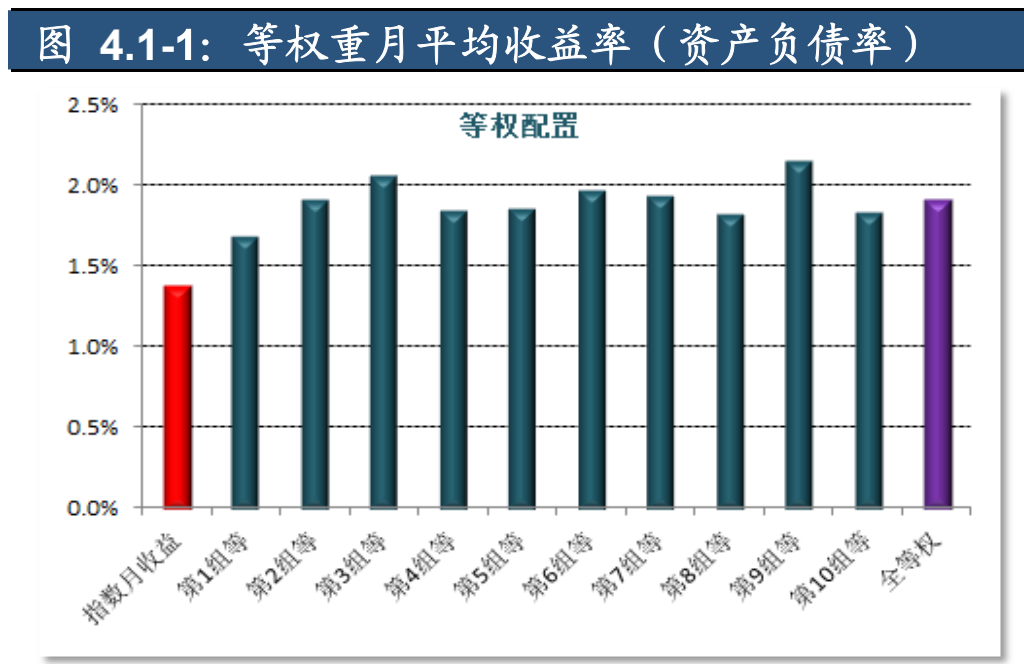 图 4.1-1: 等权重月平均收益率（资产负债率）
等权配置
2.5%
2.0%
1.5%
1.0%
0.5%
0.0%
指数月收益
第1组等
第2组等
第3组等
第4组等
第5组等
第6组等
第7组等
第8组等
第9组等
第10组等
全等权